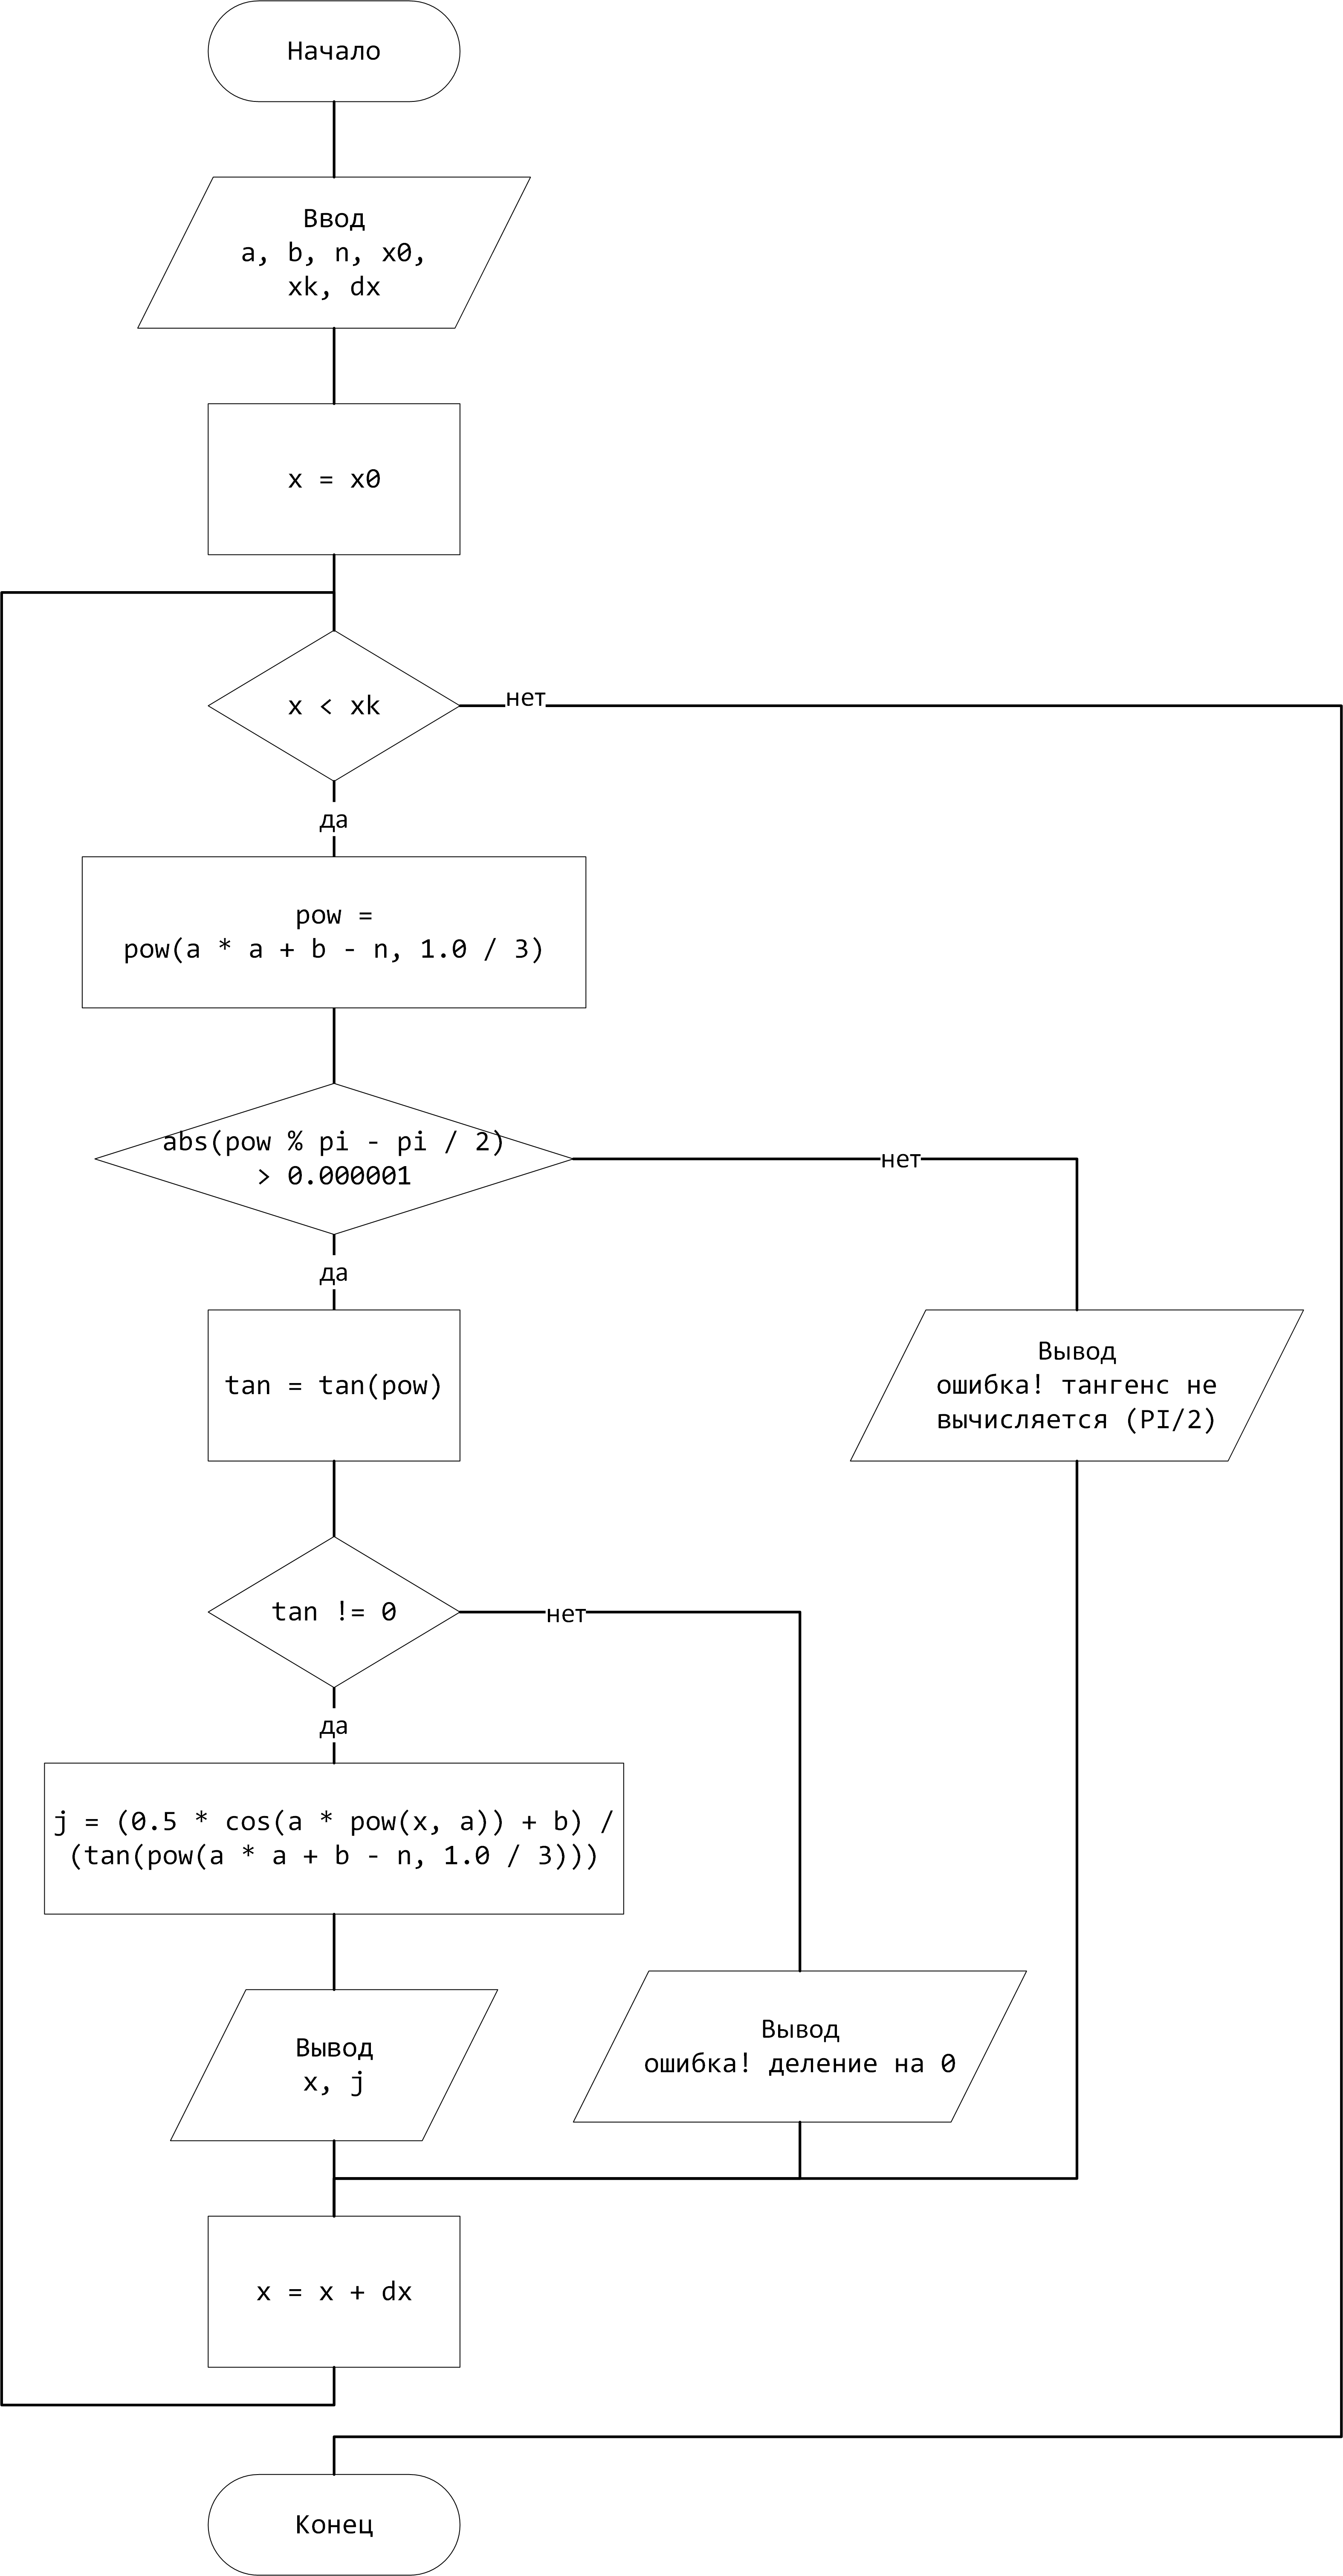 Начало
Ввод
a, b, n, x0,
xk, dx
x = x0
x < xk
нет
да
pow =
pow(a * a + b - n, 1.0 / 3)
abs(pow % pi - pi / 2)
> 0.000001
нет
да
tan = tan(pow)
Вывод
ошибка! тангенс не
вычисляется (PI/2)
tan != 0
нет
да
j = (0.5 * cos(a * pow(x, a)) + b) /
(tan(pow(a * a + b - n, 1.0 / 3)))
Вывод
x, j
Вывод
ошибка! деление на 0
x = x + dx
Конец